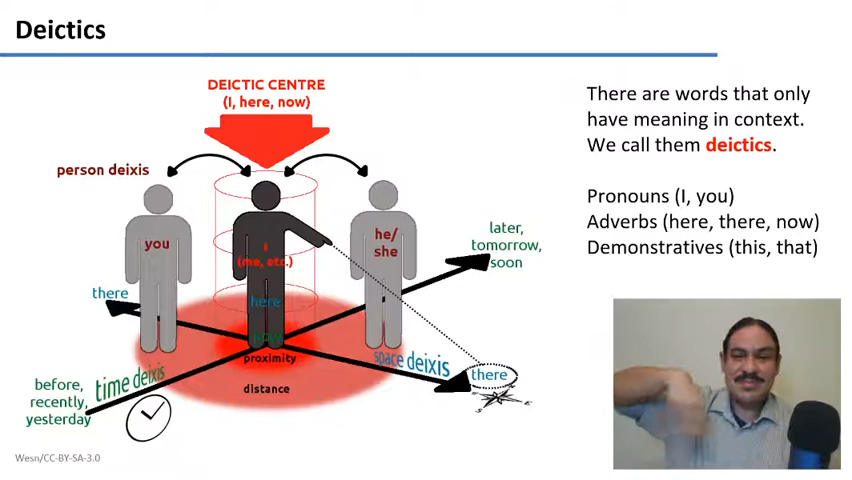 Deictics
DEICTIC CENTRE
(I, here, now)
There are words that only
have meaning in context.
We call them deictics.
Pronouns (I, you)
Adverbs (here, there, now)
Demonstratives (this, that)
person deixis
you
I
(me, etc.)
he/
she
later,
tomorrow,
soon
there
here
now
proximity
distance
space deixis
there
time deixis
before,
recently,
yesterday
S
E
Wesn/CC-BY-SA-3.0